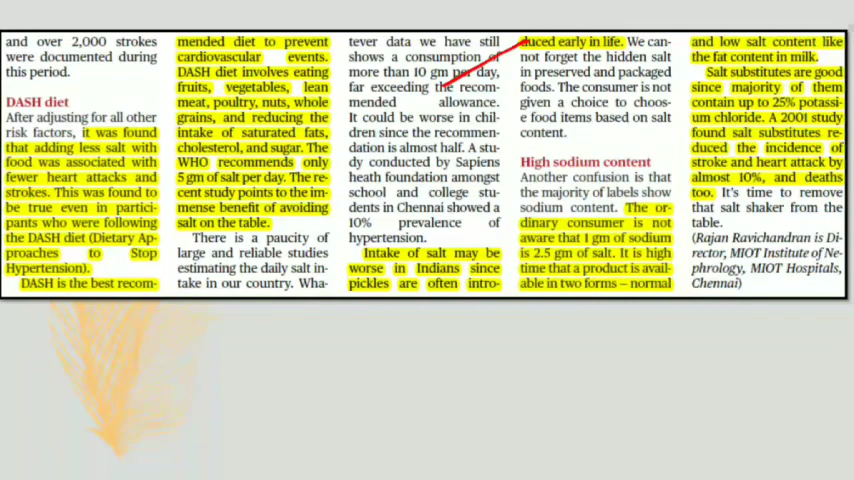 and over 2,000 strokes
were documented during
this period.
DASH diet
After adjusting for all other
risk factors, it was found
that adding less salt with
food was associated with
fewer heart attacks and
strokes. This was found to
be true even in partici-
pants who were following
the DASH diet (Dietary Ap-
proaches to Stop
Hypertension).
DASH is the best recom-
mended diet to prevent
cardiovascular events.
DASH diet involves eating
fruits, vegetables, lean
meat, poultry, nuts, whole
grains, and reducing the
intake of saturated fats,
cholesterol, and sugar. The
WHO recommends only
5 gm of salt per day. The re-
cent study points to the im-
mense benefit of avoiding
salt on the table.
There is a paucity of
large and reliable studies
estimating the daily salt in-
take in our country. Wha-
tever data we have still
shows a consumption of
more than 10 gm per day,
far exceeding the recom-
mended allowance.
It could be worse in chil-
dren since the recommen-
dation is almost half. A stu-
dy conducted by Sapiens
heath foundation amongst
school and college stu-
dents in Chennai showed a
10% prevalence of
hypertension.
Intake of salt may be
worse in Indians since
pickles are often intro-
duced early in life. We can-
not forget the hidden salt
in preserved and packaged
foods. The consumer is not
given a choice to choos-
e food items based on salt
content.
High sodium content
Another confusion is that
the majority of labels show
sodium content. The or-
dinary consumer is not
aware that 1 gm of sodium
is 2.5 gm of salt. It is high
time that a product is avail-
able in two forms – normal
and low salt content like
the fat content in milk.
Salt substitutes are good
since majority of them
contain up to 25% potassi-
um chloride. A 2001 study
found salt substitutes re-
duced the incidence of
stroke and heart attack by
almost 10%, and deaths
too. It's time to remove
that salt shaker from the
table.
(Rajan Ravichandran is Di-
rector, MIOT Institute of Ne-
phrology, MIOT Hospitals,
Chennai)